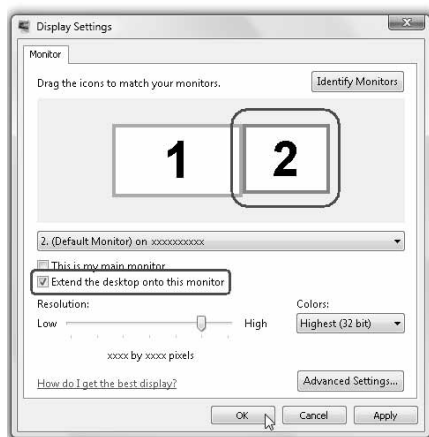 Display Settings
Monitor
Drag the icons to match your monitors.
Identify Monitors
1
2
2. (Default Monitor) on xxxxxxxxxx
This is my main monitor
Extend the desktop onto this monitor
Resolution:
Colors:
Low
High
Highest (32 bit)
xxxx by xxxx pixels
How do I get the best display?
Advanced Settings...
OK
Cancel
Apply